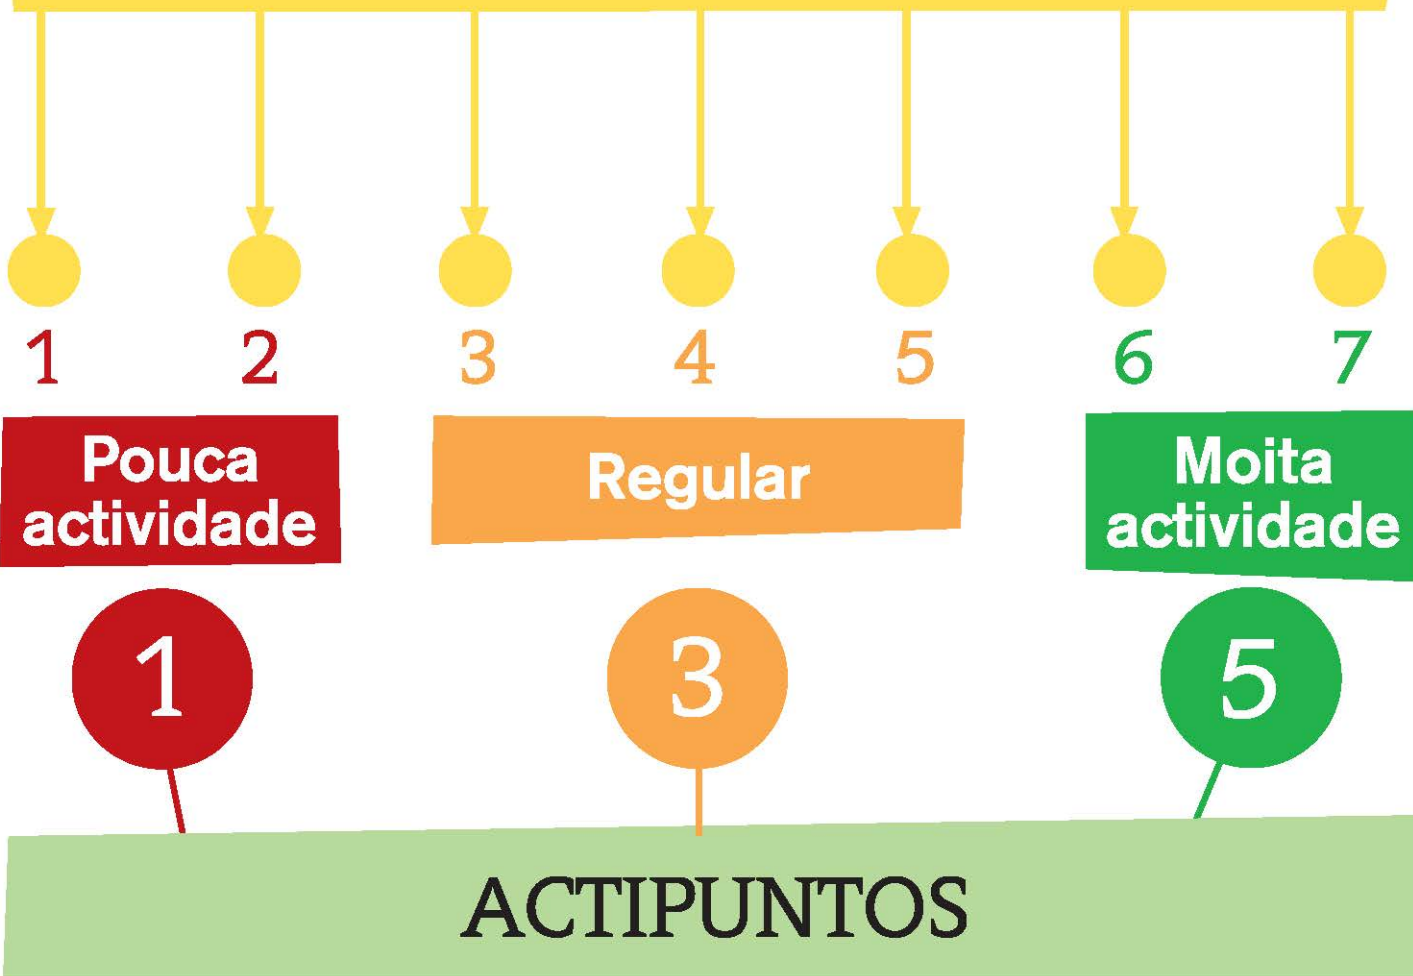 1 2 3 4 5 6 7
Pouca
actividade
Regular
Moita
actividade
1 3 5
ACTIPUNTOS